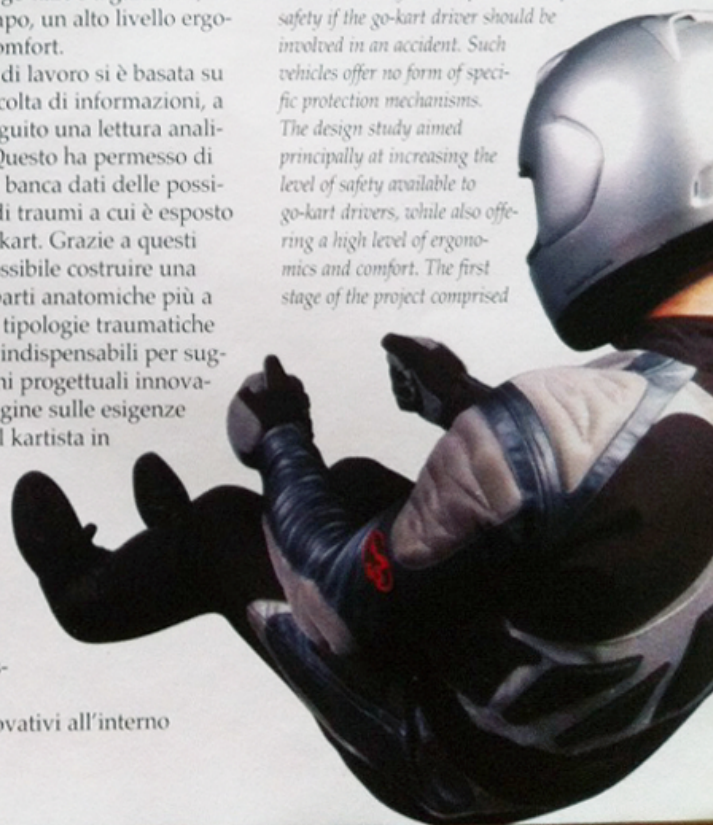 po, un alto livello ergo-
omfort.
di lavoro si è basata su
colta di informazioni, a
guito una lettura anali-
Questo ha permesso di
banca dati delle possi-
di traumi a cui è esposto
kart. Grazie a questi
ssibile costruire una
parti anatomiche più a
tipologie traumatiche
indispensabili per sug-
ni progettuali innova-
gine sulle esigenze
l kartista in
ovativi all'interno
safety if the go-kart driver should be
involved in an accident. Such
vehicles offer no form of speci-
fic protection mechanisms.
The design study aimed
principally at increasing the
level of safety available to
go-kart drivers, while also offe-
ring a high level of ergono-
mics and comfort. The first
stage of the project comprised